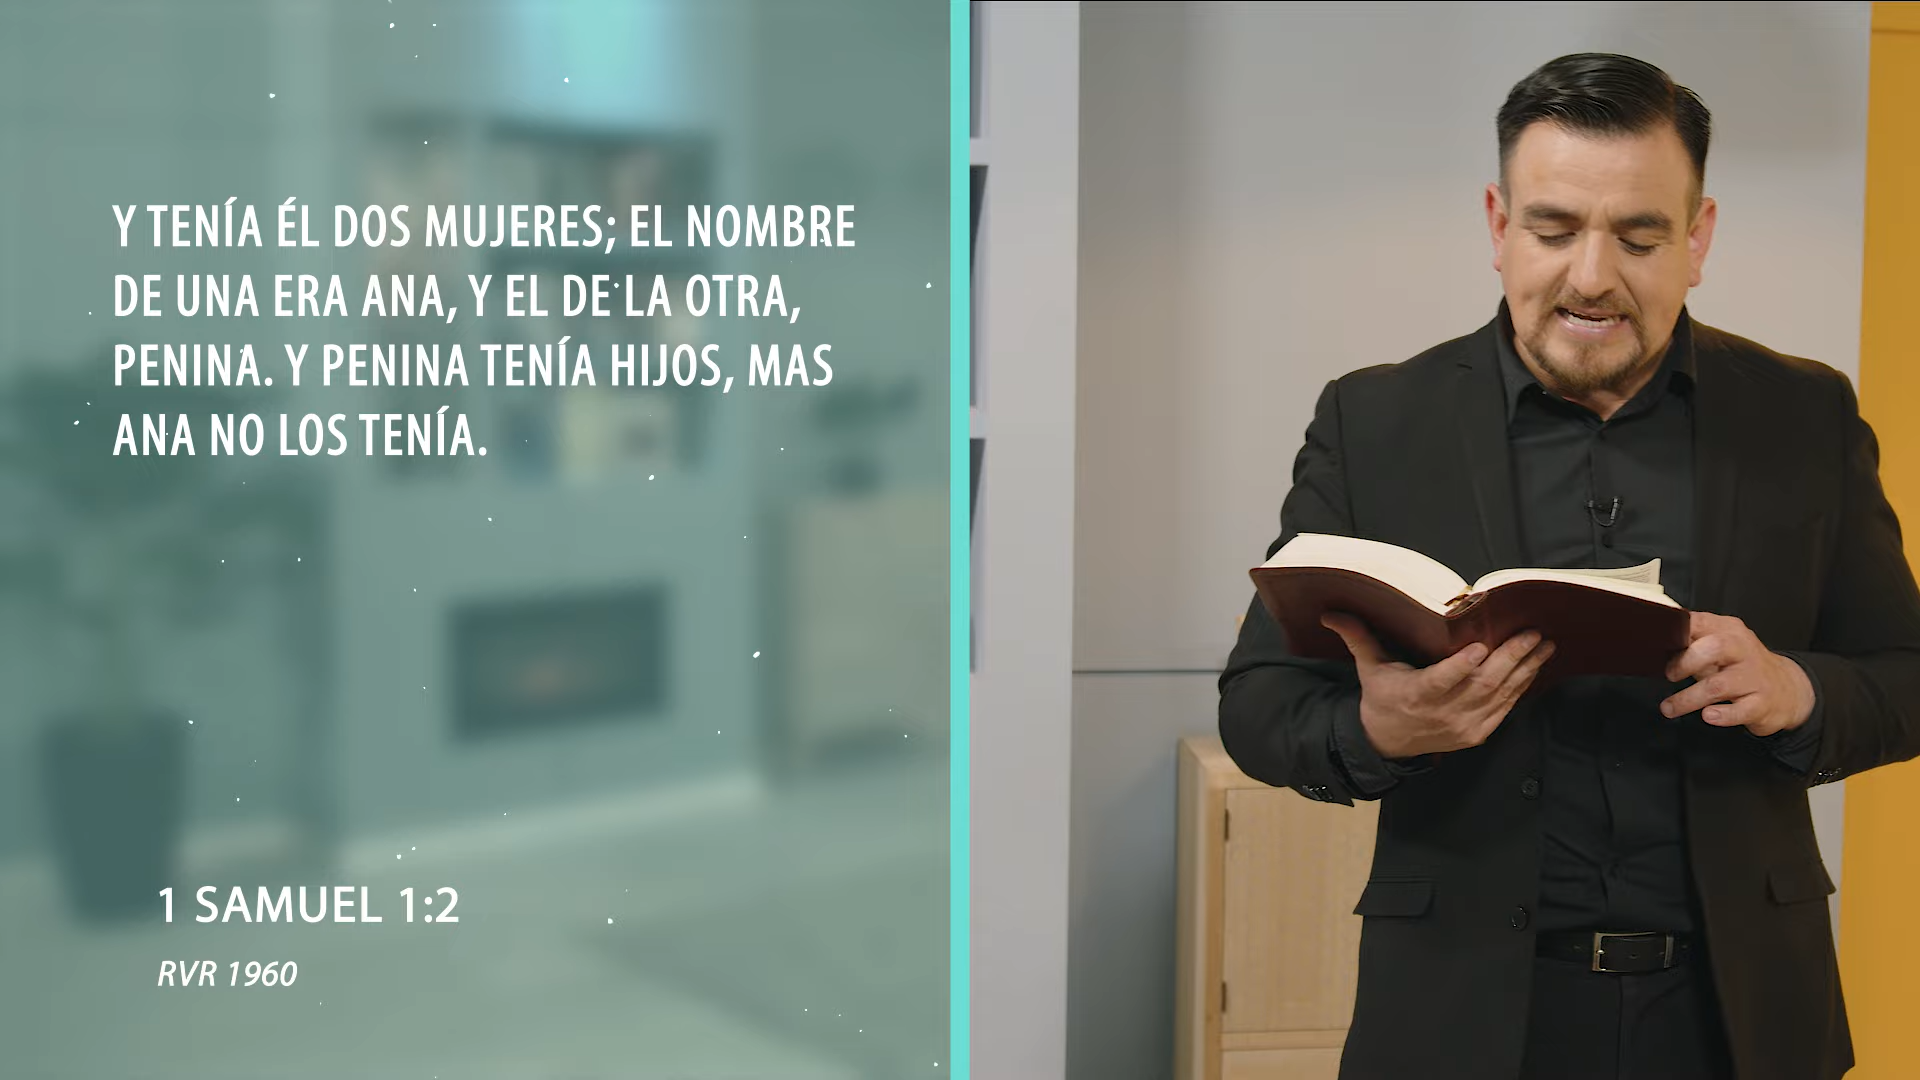 Y TENÍA ÉL DOS MUJERES; EL NOMBRE
DE UNA ERA ANA, Y EL DE LA OTRA,
PENINA. Y PENINA TENÍA HIJOS, MAS
ANA NO LOS TENÍA.
1 SAMUEL 1:2
RVR 1960